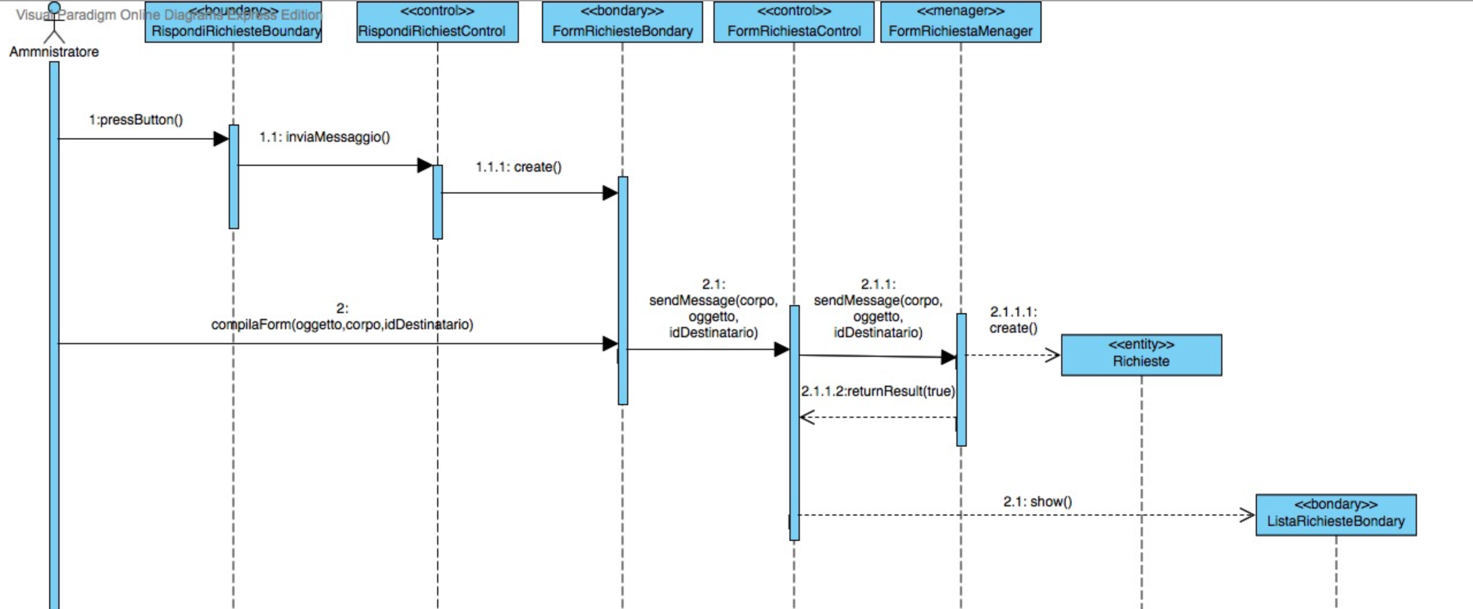 Visual Paradigm Online Diagrams Express Edition
Ammnistratore
<<boundary>>
RispondiRichiesteBoundary
<<control>>
RispondiRichiestControl
<<bondary>>
FormRichiesteBondary
<<control>>
FormRichiestaControl
<<menager>>
FormRichiestaMenager
1:pressButton()
1.1: inviaMessaggio()
1.1.1: create()
2:
compilaForm(oggetto,corpo,idDestinatario)
2.1:
sendMessage(corpo,
oggetto,
idDestinatario)
2.1.1:
sendMessage(corpo,
oggetto,
idDestinatario)
2.1.1.1:
create()
<<entity>>
Richieste
2.1.1.2:returnResult(true)
2.1: show()
<<bondary>>
ListaRichiesteBondary